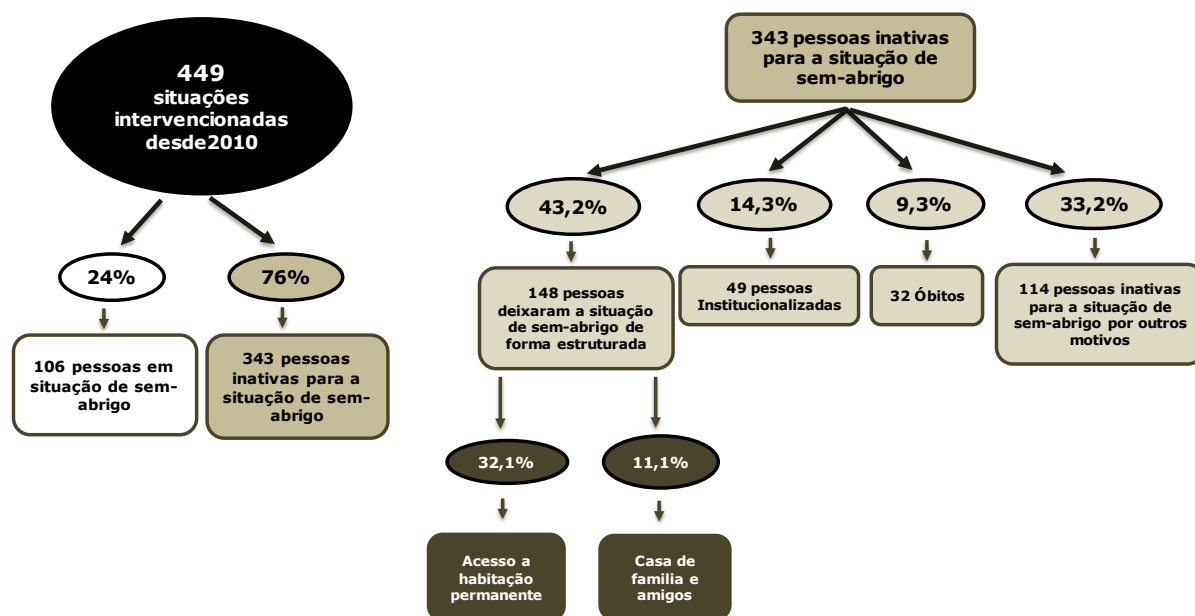 449
situações
intervencionadas
desde2010
24%
76%
106 pessoas em
situação de sem-
abrigo
343 pessoas
inativas para a
situação de sem-
abrigo
343 pessoas inativas
para a situação de
sem-abrigo
43,2%
14,3%
9,3%
33,2%
148 pessoas
deixaram a situação
de sem-abrigo de
forma estruturada
49 pessoas
Institucionalizadas
32 Óbitos
114 pessoas inativas
para a situação de
sem-abrigo por outros
motivos
32,1%
11,1%
Acesso a
habitação
permanente
Casa de
familia e
amigos